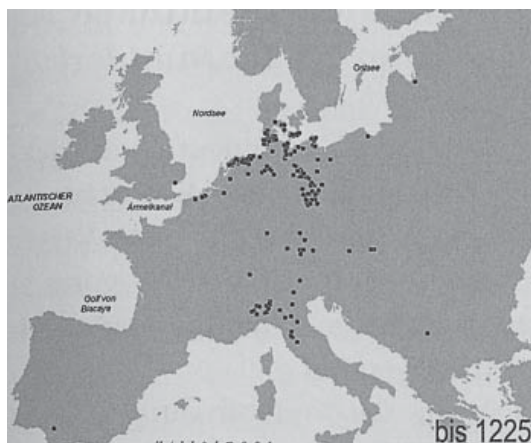 Ostsee
Nordsee
ATLANTISCHER
OZEAN
Ärmelkanal
Golf von
Biscaya
bis 1225